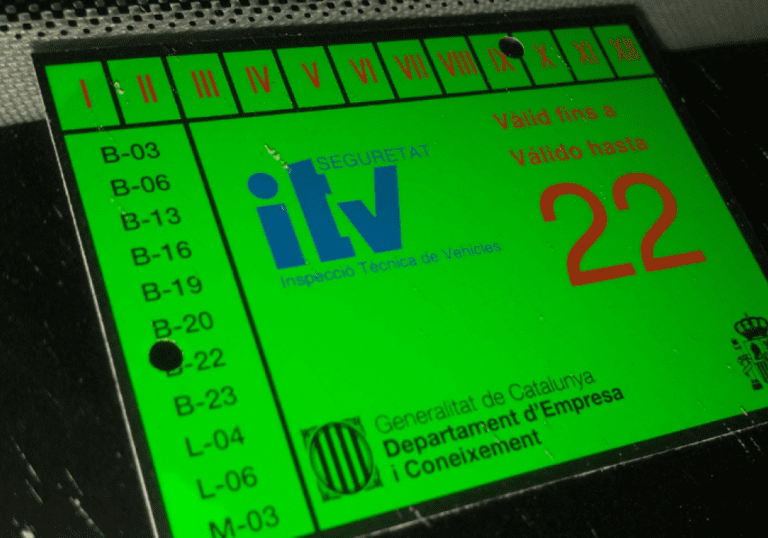 I II III IV V VI VII VIII IX X XI XII
B-03
B-06
B-13
B-16
B-19
B-20
B-22
B-23
L-04
L-06
M-03
SEGURETAT
itv
Inspecció Tècnica de Vehicles
Vàlid fins a
Válido hasta
22
Generalitat de Catalunya
Departament d'Empresa
i Coneixement